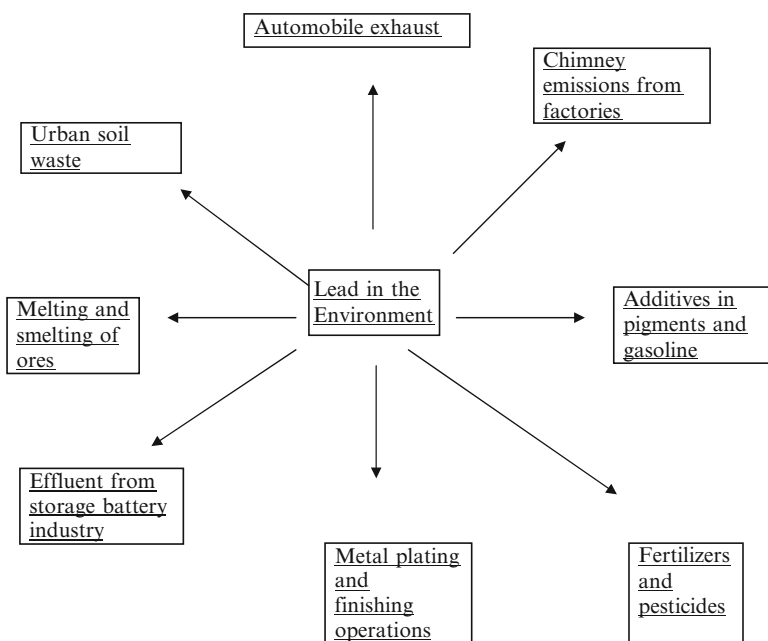 Automobile exhaust
Chimney
emissions from
factories
Urban soil
waste
Lead in the
Environment
Melting and
smelting of
ores
Additives in
pigments and
gasoline
Effluent from
storage battery
industry
Metal plating
and
finishing
operations
Fertilizers
and
pesticides